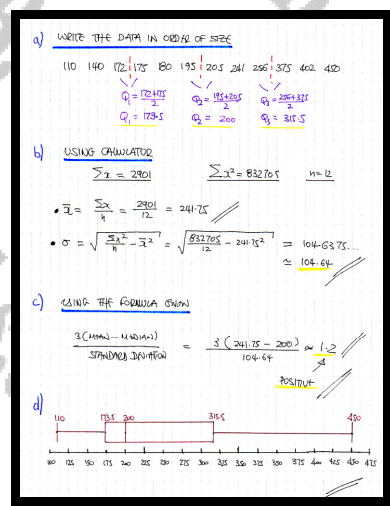 a) WRITE THE DATA IN ORDER OF SIZE
110 140 172 175 180 195 205 241 256 375 402 450
Q₁ = 172+175 / 2 Q₂ = 195+205 / 2 Q₃ = 256+375 / 2
Q₁ = 173.5 Q₂ = 200 Q₃ = 315.5
b) USING CALCULATOR
Σx = 2901 Σx² = 832705 n=12
• x̄ = Σx / n = 2901 / 12 = 241.75
• σ = √(Σx² / n - x̄²) = √(832705 / 12 - 241.75²) = 104.6375...
≃ 104.64
c) USING THE FORMULA GIVEN
3(MEAN - MEDIAN) / STANDARD DEVIATION = 3(241.75 - 200) / 104.64 ≈ 1.2
POSITIVE
d)
110 173.5 200 315.5 450
100 125 150 175 200 225 250 275 300 325 350 325 350 375 400 425 450 475